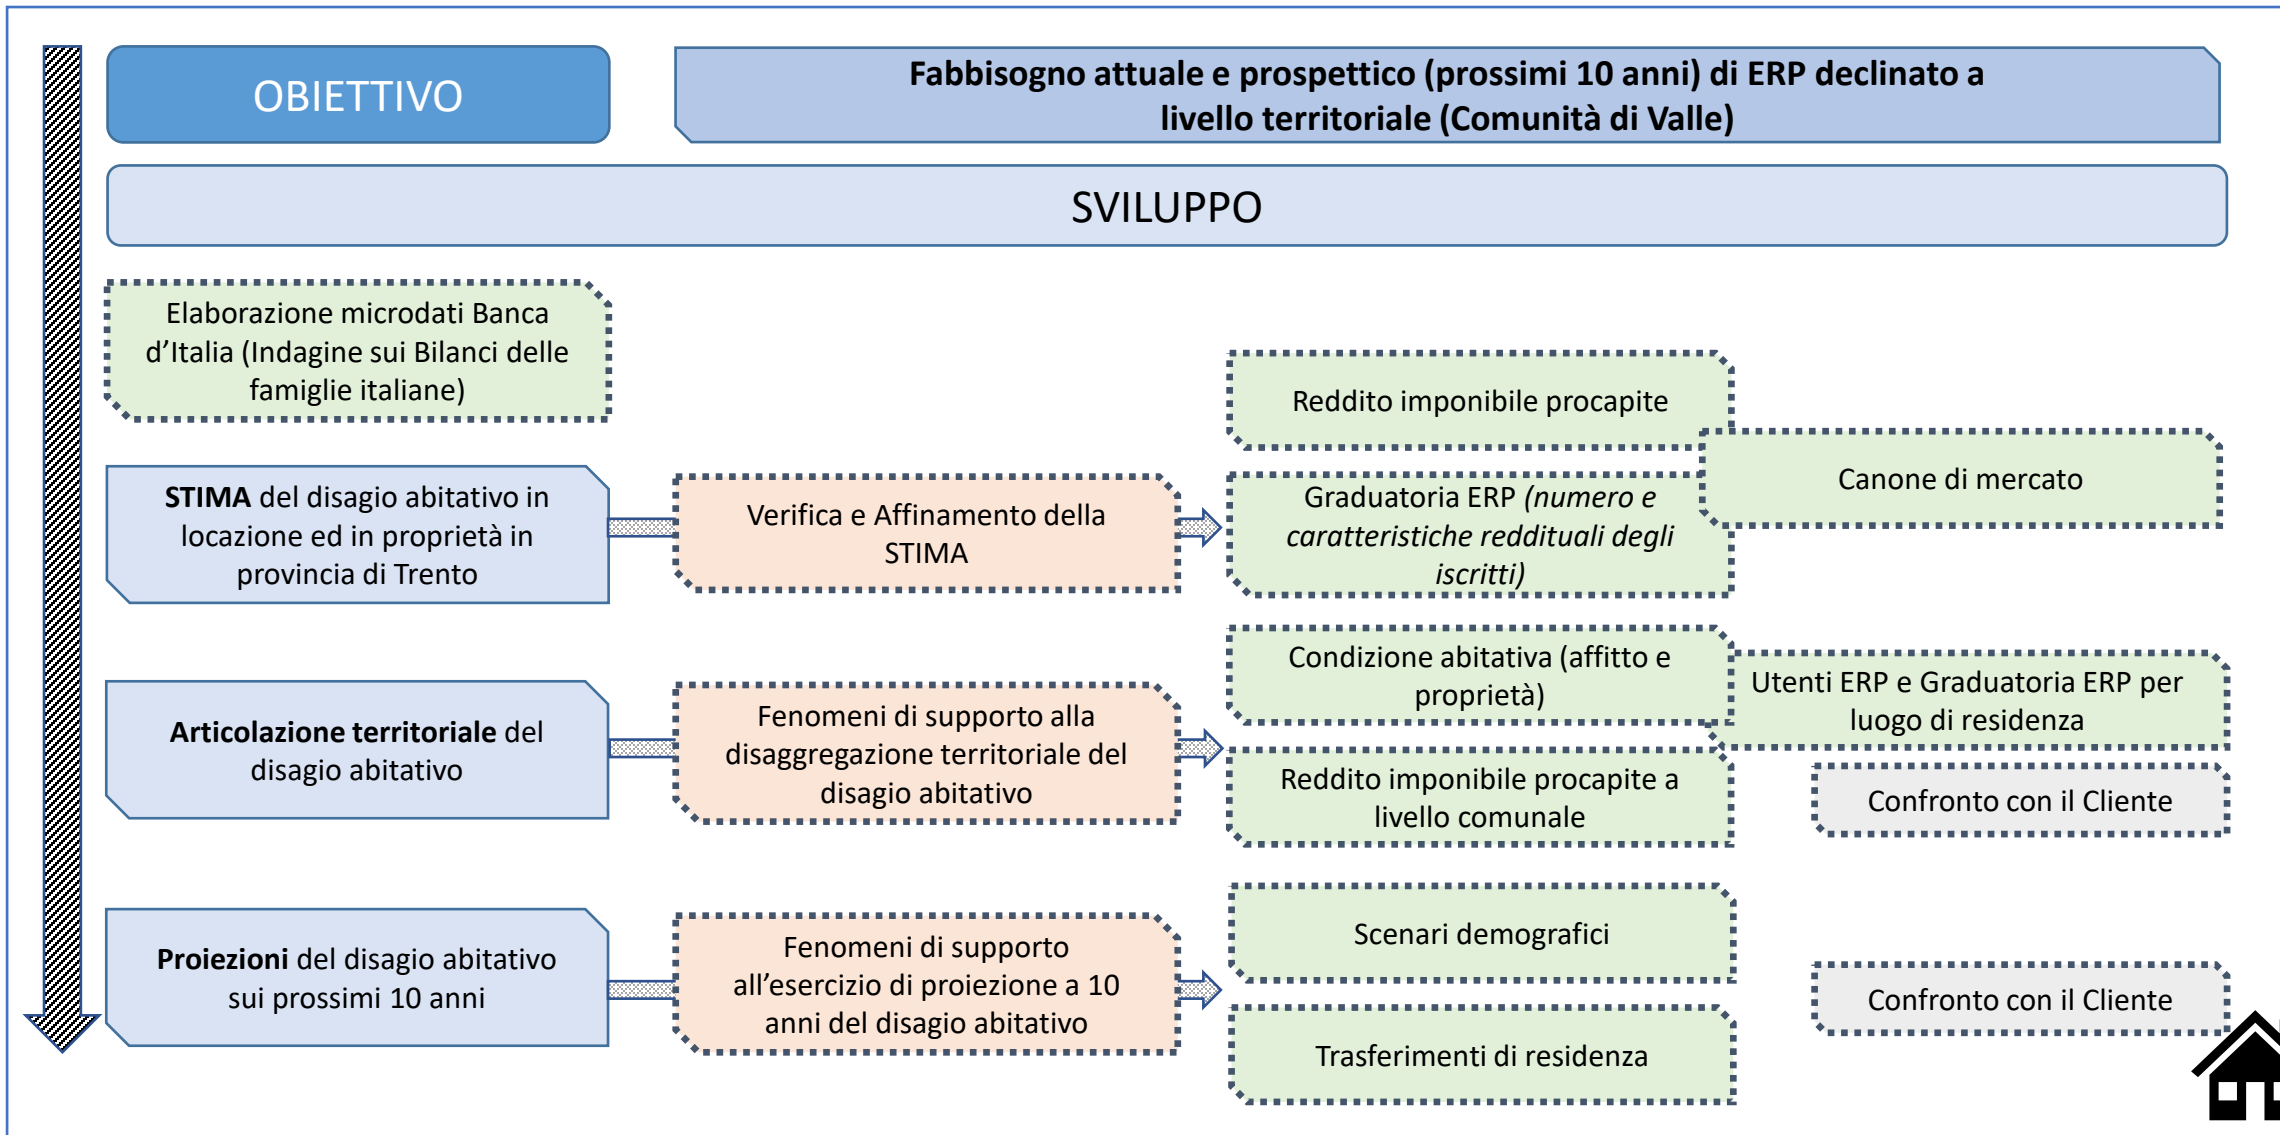 OBIETTIVO
Fabbisogno attuale e prospettico (prossimi 10 anni) di ERP declinato a
livello territoriale (Comunità di Valle)
SVILUPPO
Elaborazione microdati Banca
d’Italia (Indagine sui Bilanci delle
famiglie italiane)
Reddito imponibile procapite
Canone di mercato
STIMA del disagio abitativo in
locazione ed in proprietà in
provincia di Trento
Verifica e Affinamento della
STIMA
Graduatoria ERP (numero e
caratteristiche reddituali degli
iscritti)
Condizione abitativa (affitto e
proprietà)
Utenti ERP e Graduatoria ERP per
luogo di residenza
Articolazione territoriale del
disagio abitativo
Fenomeni di supporto alla
disaggregazione territoriale del
disagio abitativo
Reddito imponibile procapite a
livello comunale
Confronto con il Cliente
Proiezioni del disagio abitativo
sui prossimi 10 anni
Fenomeni di supporto
all’esercizio di proiezione a 10
anni del disagio abitativo
Scenari demografici
Confronto con il Cliente
Trasferimenti di residenza